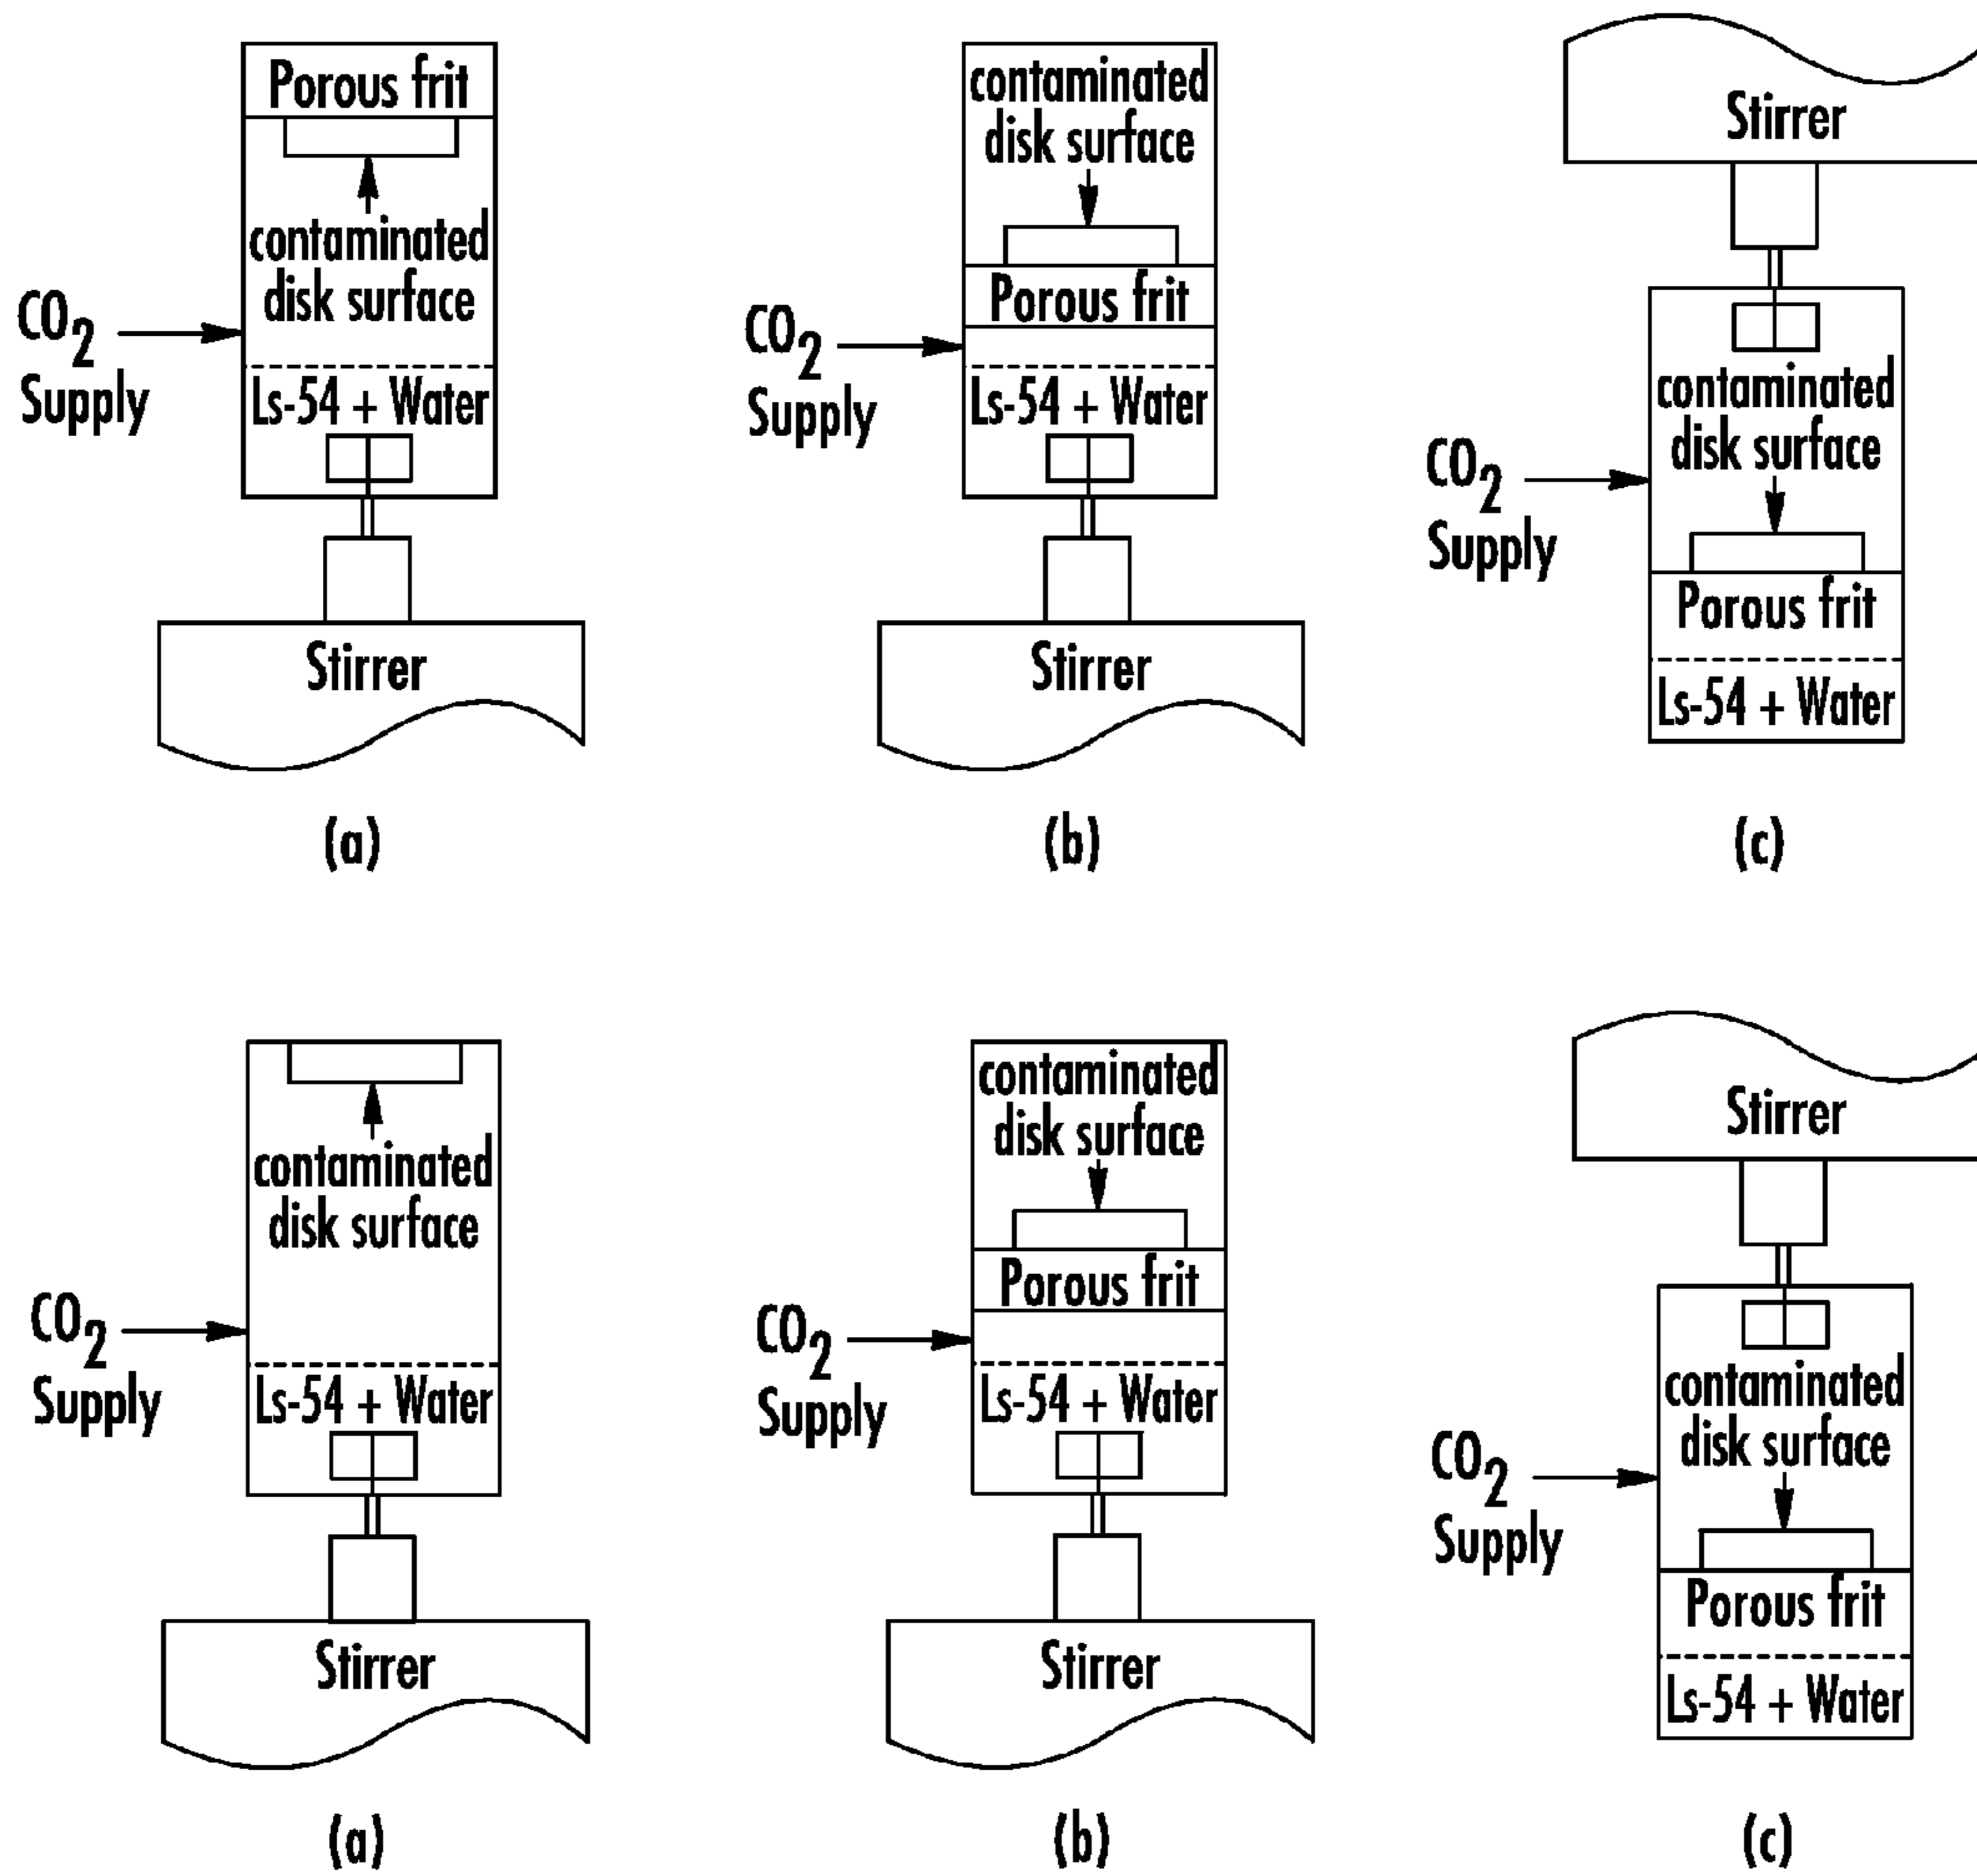 Porous frit
contaminated
disk surface
CO2
Supply
Ls-54 + Water
Stirrer
(a)
contaminated
disk surface
Porous frit
CO2
Supply
Ls-54 + Water
Stirrer
(b)
Stirrer
contaminated
disk surface
CO2
Supply
Porous frit
Ls-54 + Water
(c)
contaminated
disk surface
CO2
Supply
Ls-54 + Water
Stirrer
(a)
contaminated
disk surface
Porous frit
CO2
Supply
Ls-54 + Water
Stirrer
(b)
Stirrer
contaminated
disk surface
CO2
Supply
Porous frit
Ls-54 + Water
(c)